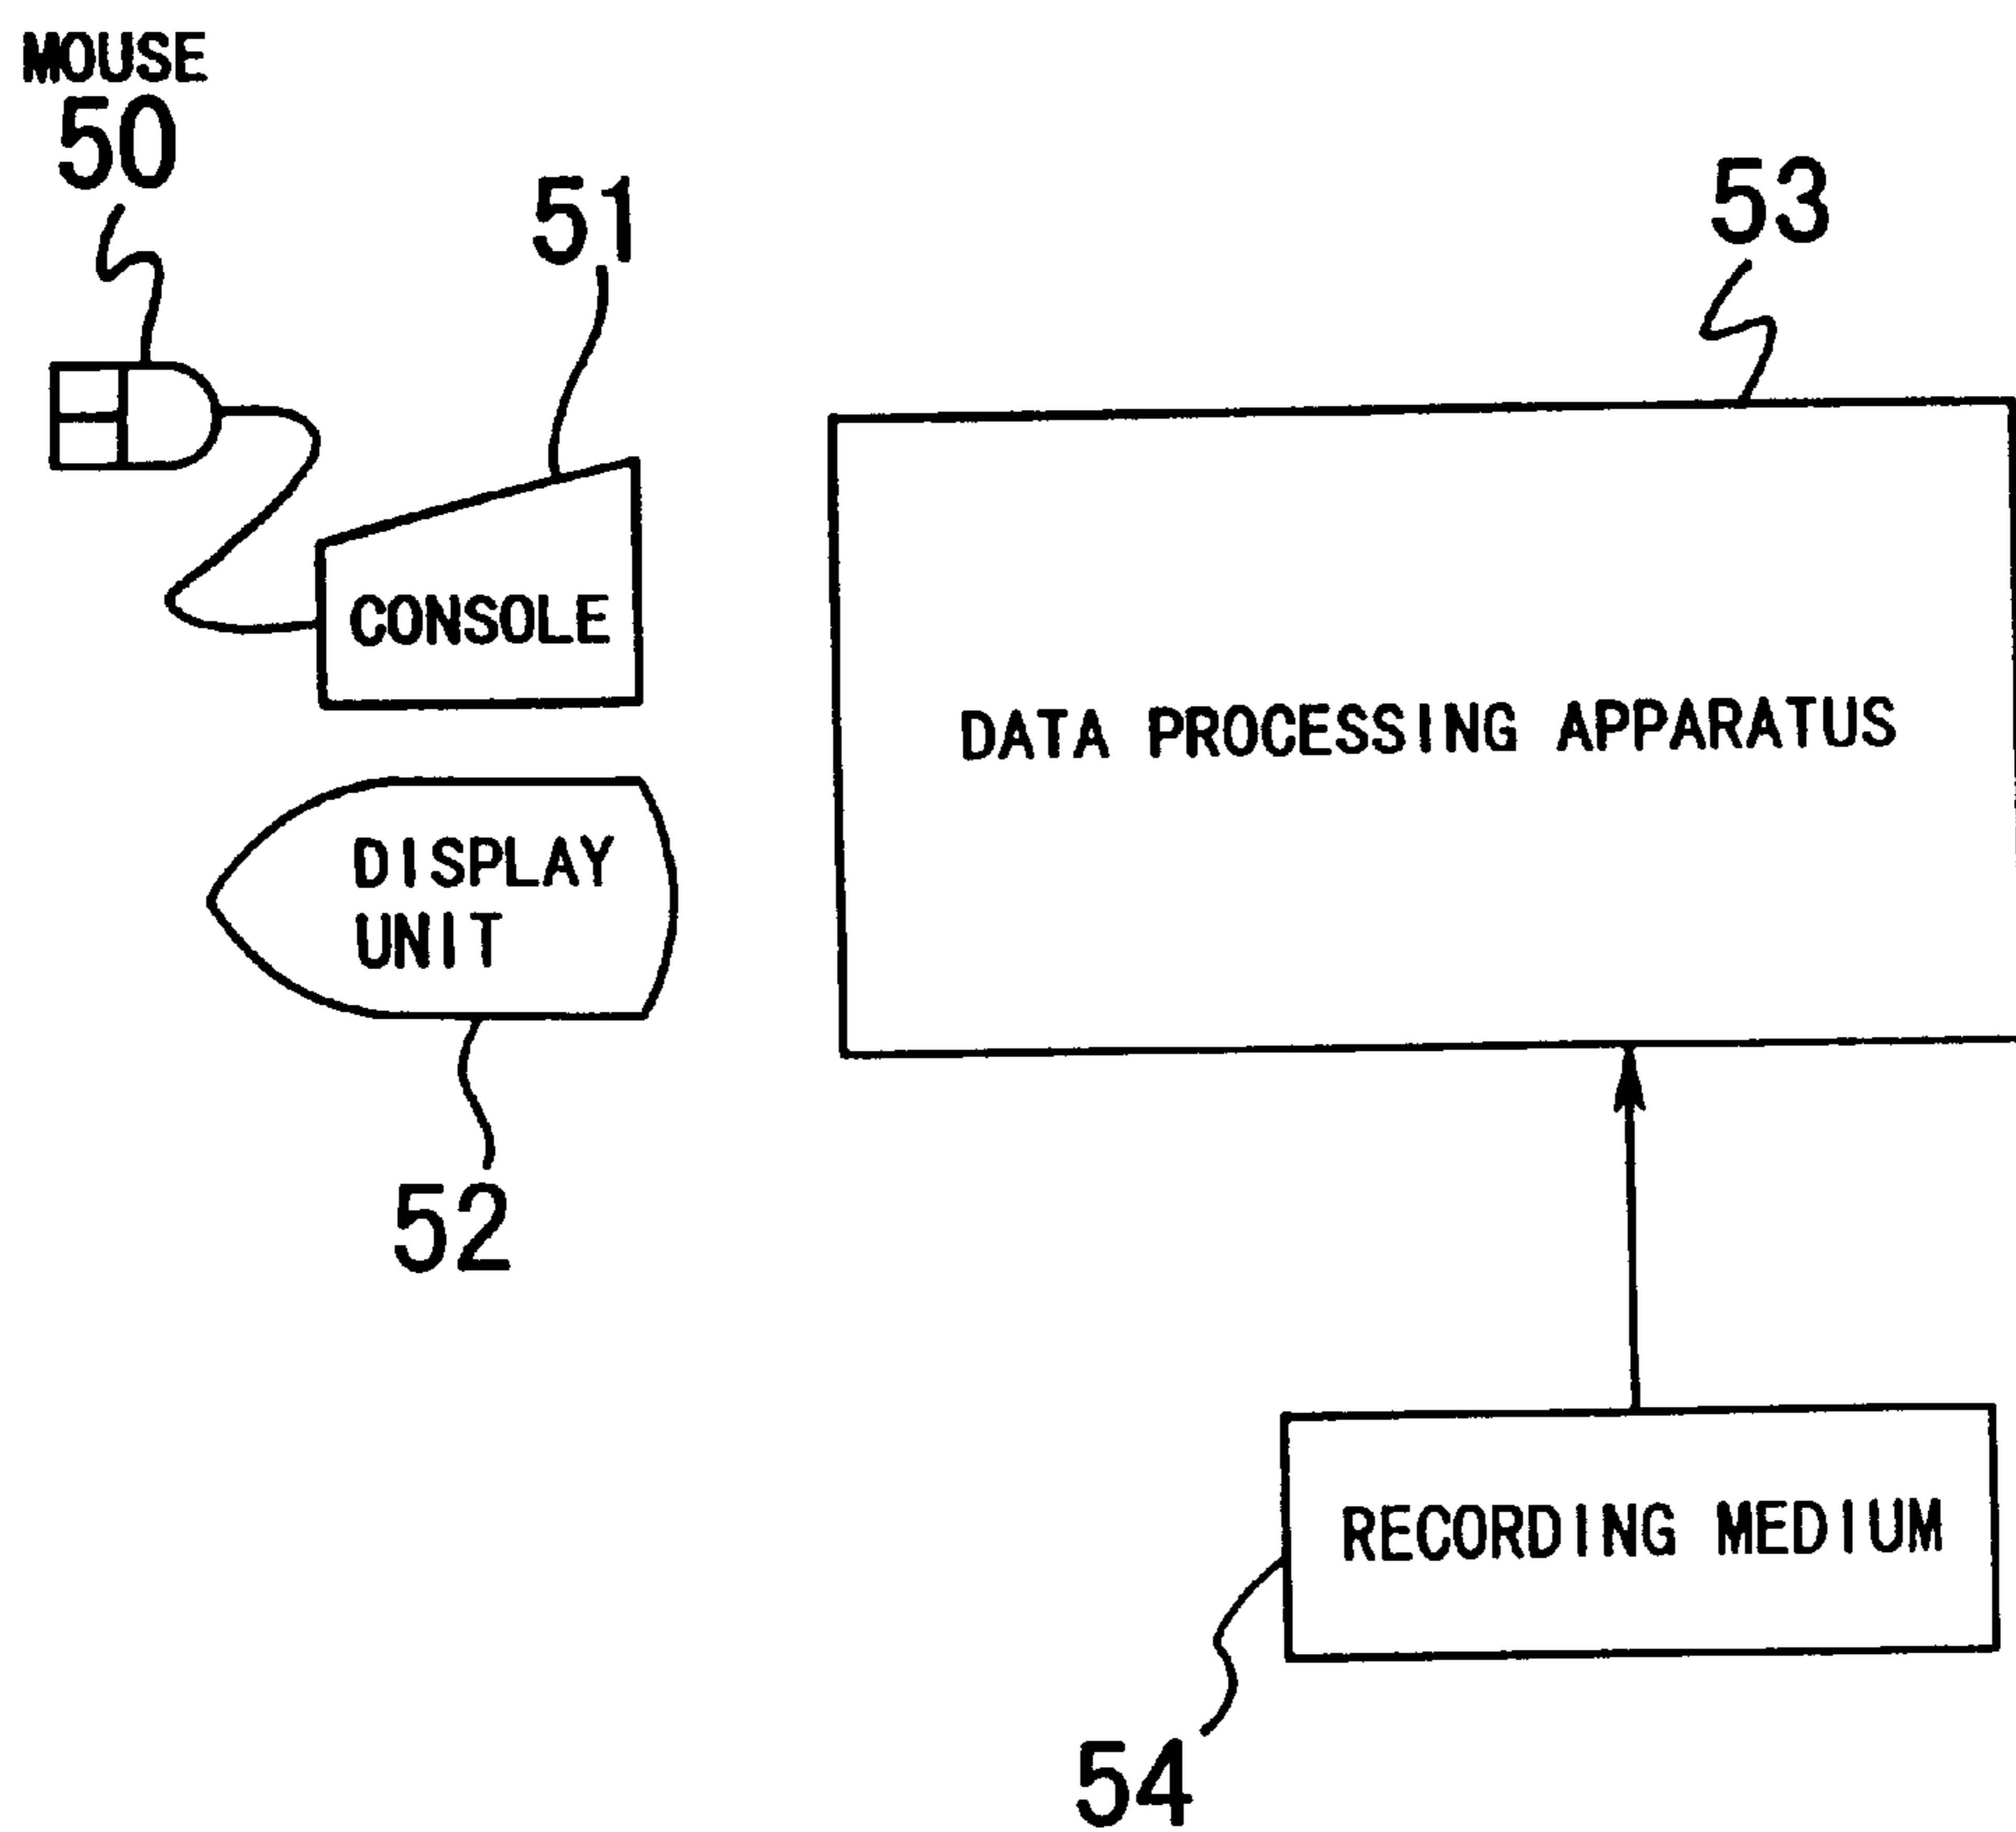 MOUSE
50
51
53
CONSOLE
DATA PROCESSING APPARATUS
DISPLAY
UNIT
52
RECORDING MEDIUM
54